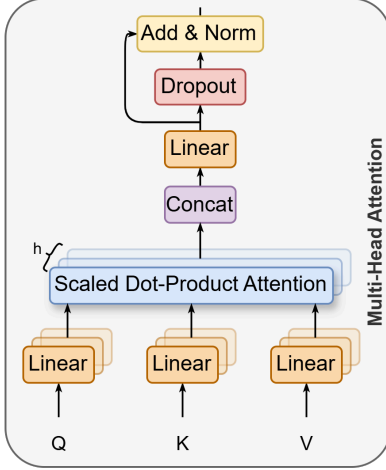 Add & Norm
Dropout
Linear
Concat
h
Scaled Dot-Product Attention
Linear Linear Linear
Q K V
Multi-Head Attention